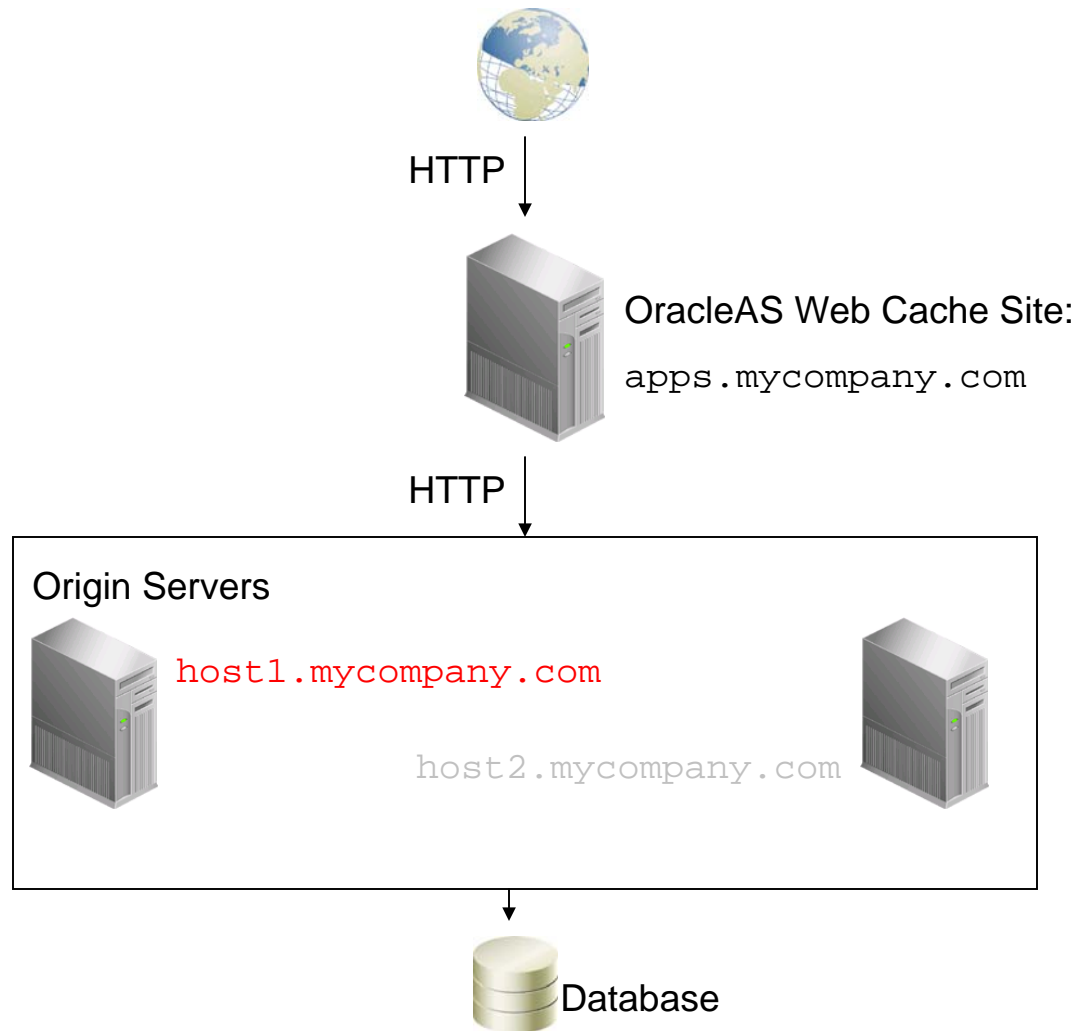 HTTP
OracleAS Web Cache Site:
apps.mycompany.com
HTTP
Origin Servers
host1.mycompany.com
host2.mycompany.com
Database